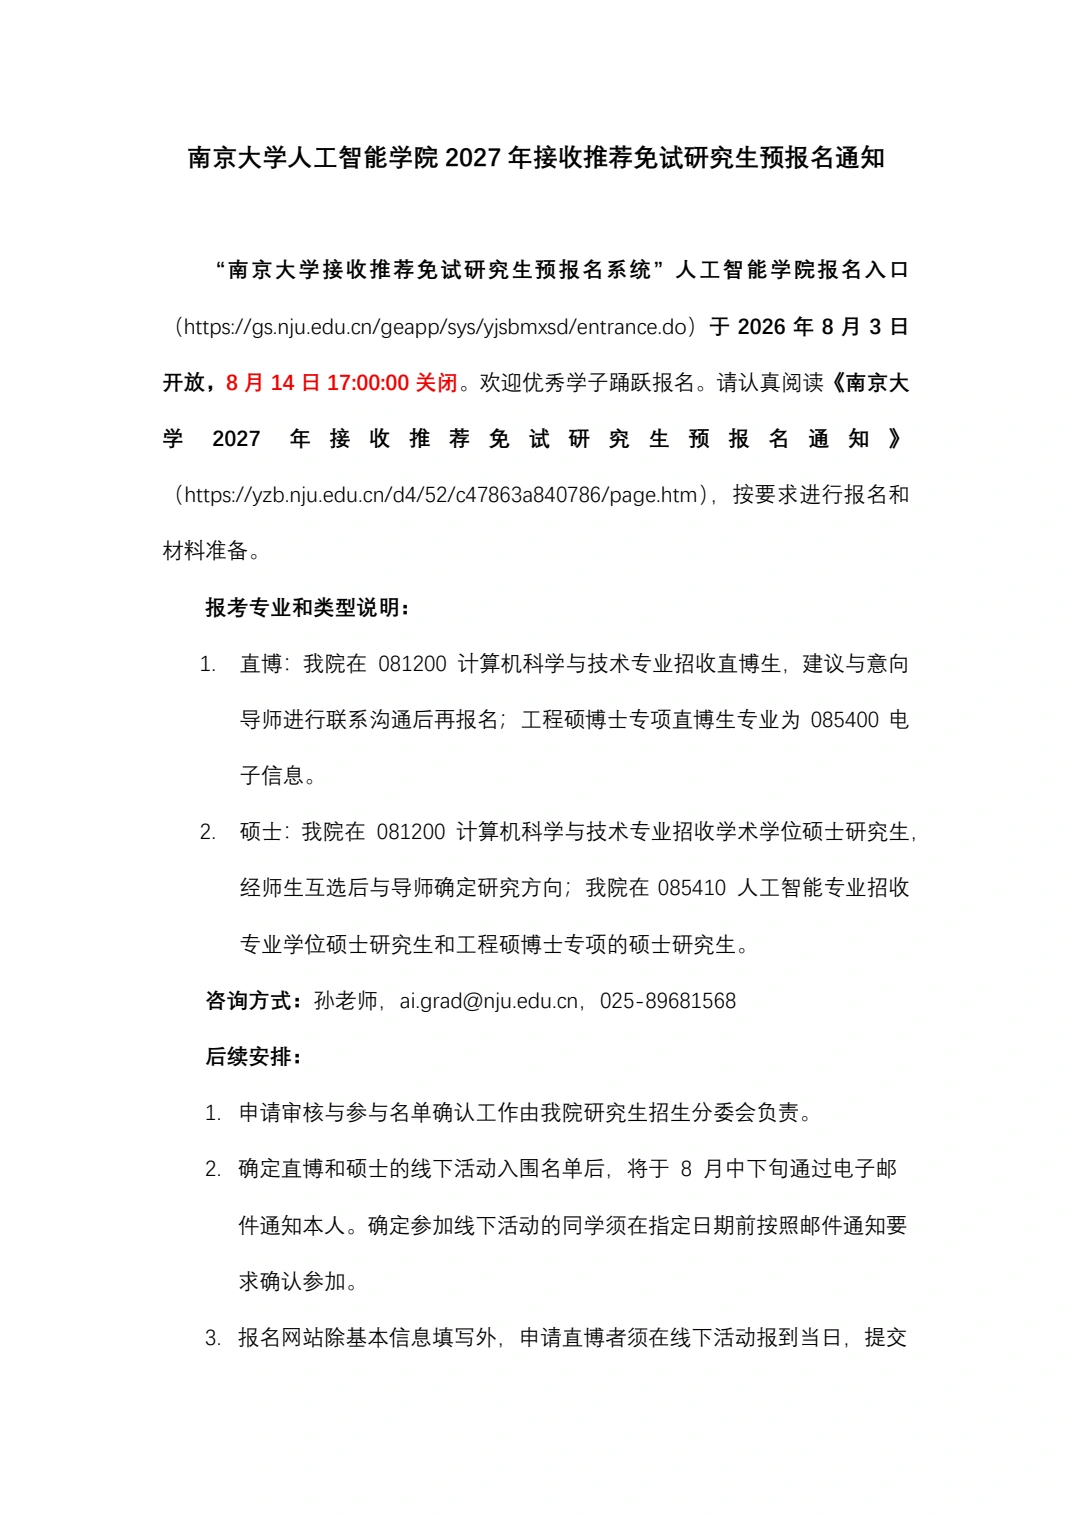 南京大学人工智能学院 2027 年接收推荐免试研究生预报名通知
“南京大学接收推荐免试研究生预报名系统” 人工智能学院报名入口
（https://gs.nju.edu.cn/geapp/sys/yjsbmxsd/entrance.do）于 2026 年 8 月 3 日
开放，8 月 14 日 17:00:00 关闭。欢迎优秀学子踊跃报名。请认真阅读《南京大
学 2027 年接收推荐免试研究生预报名通知》
（https://yzb.nju.edu.cn/d4/52/c47863a840786/page.htm），按要求进行报名和
材料准备。
报考专业和类型说明：
1. 直博：我院在 081200 计算机科学与技术专业招收直博生，建议与意向
导师进行联系沟通后再报名；工程硕博士专项直博生专业为 085400 电
子信息。
2. 硕士：我院在 081200 计算机科学与技术专业招收学术学位硕士研究生，
经师生互选后与导师确定研究方向；我院在 085410 人工智能专业招收
专业学位硕士研究生和工程硕博士专项的硕士研究生。
咨询方式：孙老师，ai.grad@nju.edu.cn，025-89681568
后续安排：
1. 申请审核与参与名单确认工作由我院研究生招生分委会负责。
2. 确定直博和硕士的线下活动入围名单后，将于 8 月中下旬通过电子邮
件通知本人。确定参加线下活动的同学须在指定日期前按照邮件通知要
求确认参加。
3. 报名网站除基本信息填写外，申请直博者须在线下活动报到当日，提交